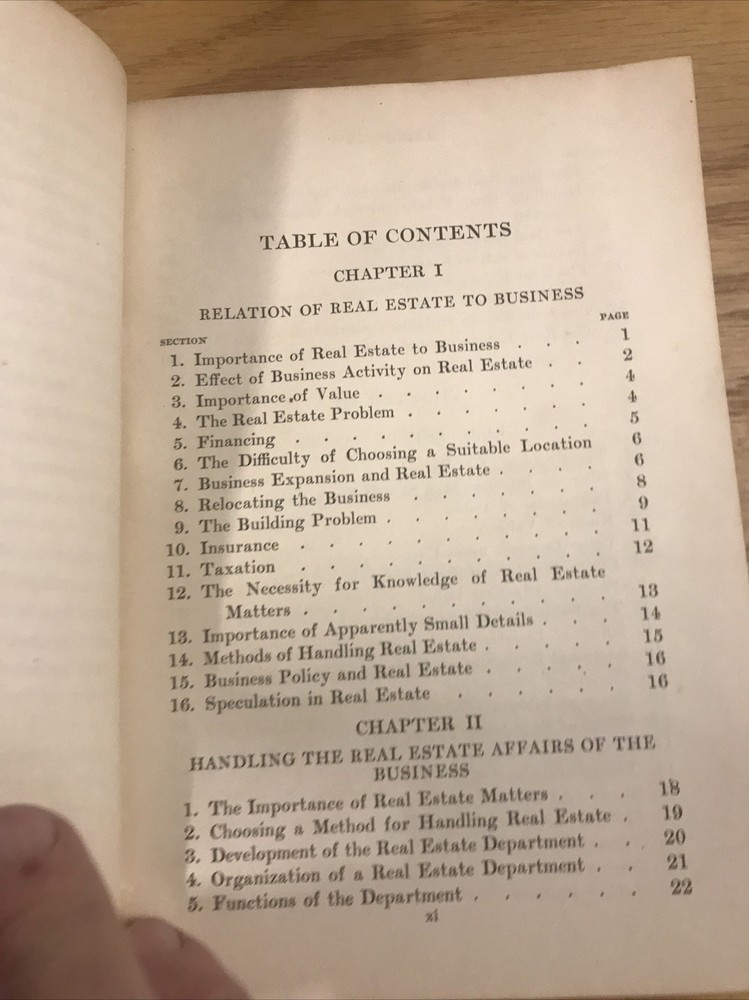 TABLE OF CONTENTS
CHAPTER I
RELATION OF REAL ESTATE TO BUSINESS
SECTION PAGE
1. Importance of Real Estate to Business . . . 1
2. Effect of Business Activity on Real Estate . . 2
3. Importance of Value . . . . . . . 4
4. The Real Estate Problem . . . . . . 4
5. Financing . . . . . . . . . 5
6. The Difficulty of Choosing a Suitable Location 6
7. Business Expansion and Real Estate . . . . 6
8. Relocating the Business . . . . . . 8
9. The Building Problem . . . . . . . 9
10. Insurance . . . . . . . . . 11
11. Taxation . . . . . . . . . 12
12. The Necessity for Knowledge of Real Estate
Matters . . . . . . . . . 13
13. Importance of Apparently Small Details . . . 14
14. Methods of Handling Real Estate . . . . . 15
15. Business Policy and Real Estate . . . . . 16
16. Speculation in Real Estate . . . . . . 16
CHAPTER II
HANDLING THE REAL ESTATE AFFAIRS OF THE
BUSINESS
1. The Importance of Real Estate Matters . . . 18
2. Choosing a Method for Handling Real Estate . 19
3. Development of the Real Estate Department . . 20
4. Organization of a Real Estate Department . . 21
5. Functions of the Department . . . . . . 22
xi